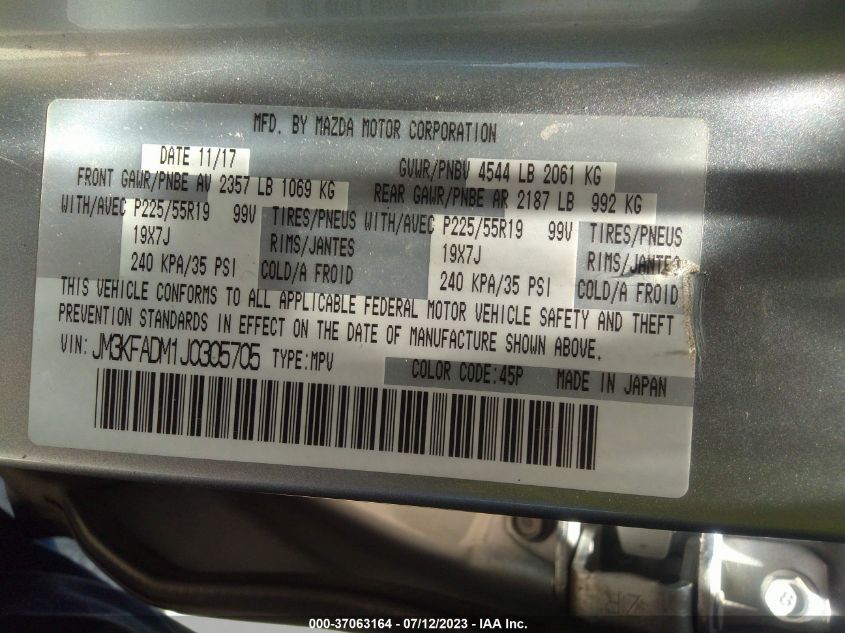 MFD. BY MAZDA MOTOR CORPORATION
DATE 11/17 GVWR/PNBV 4544 LB 2061 KG
FRONT GAWR/PNBE AV 2357 LB 1069 KG REAR GAWR/PNBE AR 2187 LB 992 KG
WITH/AVEC P225/55R19 99V TIRES/PNEUS WITH/AVEC P225/55R19 99V TIRES/PNEUS
19X7J RIMS/JANTES 19X7J RIMS/JANTES
240 KPA/35 PSI COLD/A FROID 240 KPA/35 PSI COLD/A FROID
THIS VEHICLE CONFORMS TO ALL APPLICABLE FEDERAL MOTOR VEHICLE SAFETY AND THEFT
PREVENTION STANDARDS IN EFFECT ON THE DATE OF MANUFACTURE SHOWN ABOVE.
VIN: JM3KFADM1J0305705 TYPE:MPV
COLOR CODE:45P MADE IN JAPAN
000-37063164 - 07/12/2023 - IAA Inc.